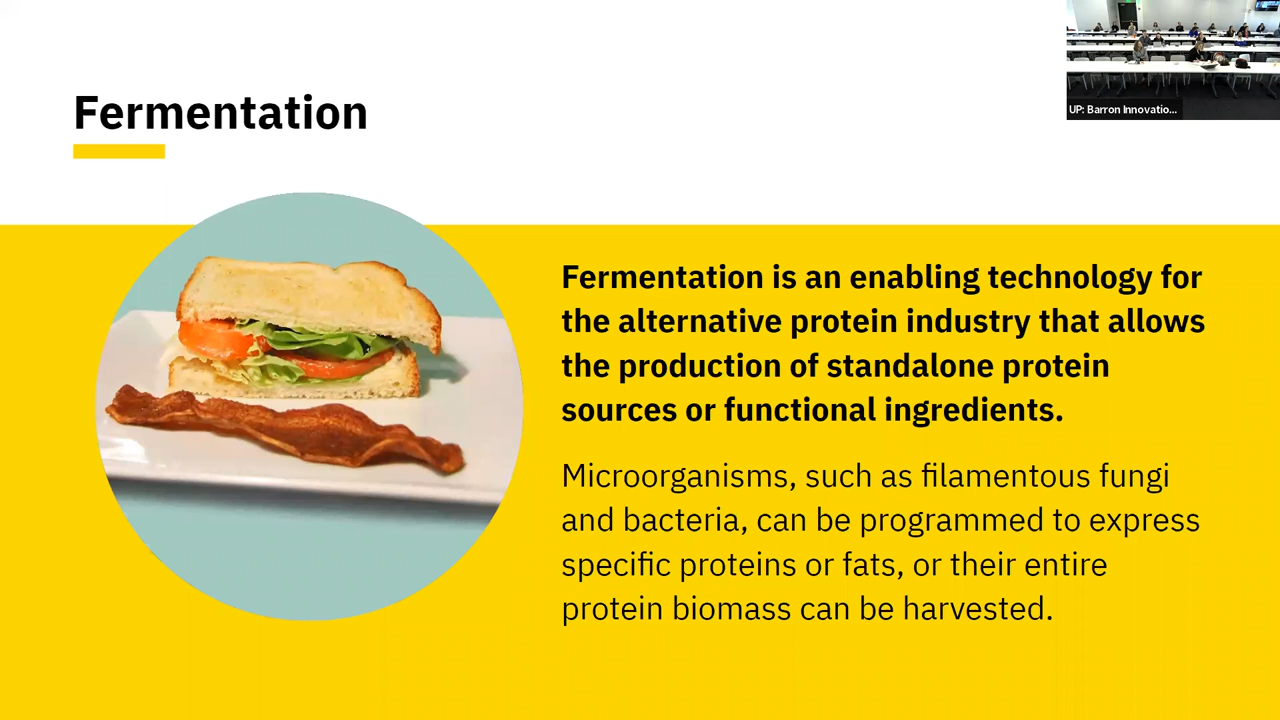 UP: Barron Innovatio...
Fermentation
Fermentation is an enabling technology for
the alternative protein industry that allows
the production of standalone protein
sources or functional ingredients.
Microorganisms, such as filamentous fungi
and bacteria, can be programmed to express
specific proteins or fats, or their entire
protein biomass can be harvested.